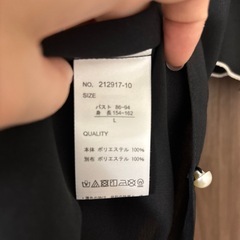 NO. 212917-10
SIZE
バスト 86-94
身 長 154-162
L
QUALITY
本体 ポリエステル 100%
別布 ポリエステル 100%